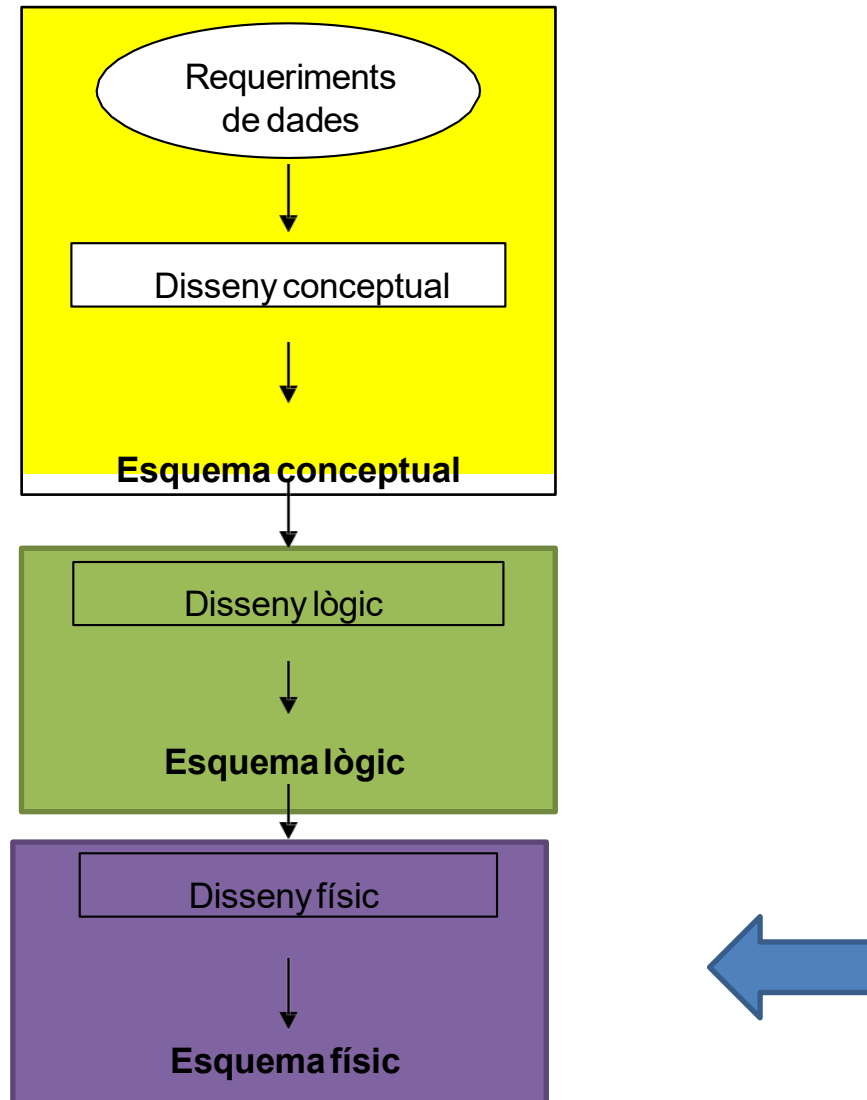 Requeriments
de dades
Disseny conceptual
Esquema conceptual
Disseny lògic
Esquema lògic
Disseny físic
Esquema físic